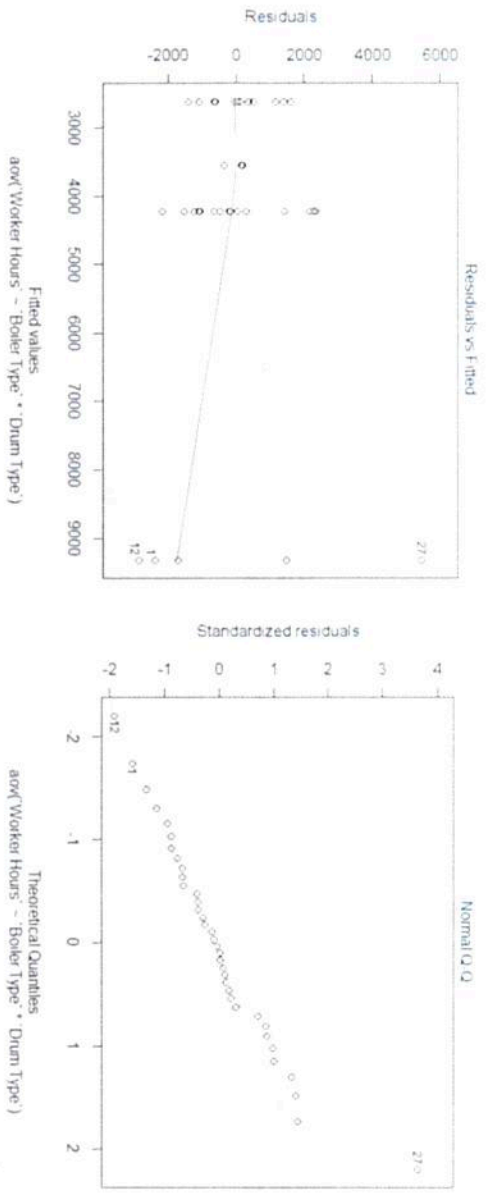 Residuals vs Fitted
Residuals
-2000 0 2000 4000 6000
27
1
12
3000 4000 5000 6000 7000 8000 9000
Fitted values
aov(`Worker Hours` ~ `Boiler Type` * `Drum Type`)
Normal Q-Q
Standardized residuals
-2 -1 0 1 2 3 4
27
1
12
-2 -1 0 1 2
Theoretical Quantiles
aov(`Worker Hours` ~ `Boiler Type` * `Drum Type`)